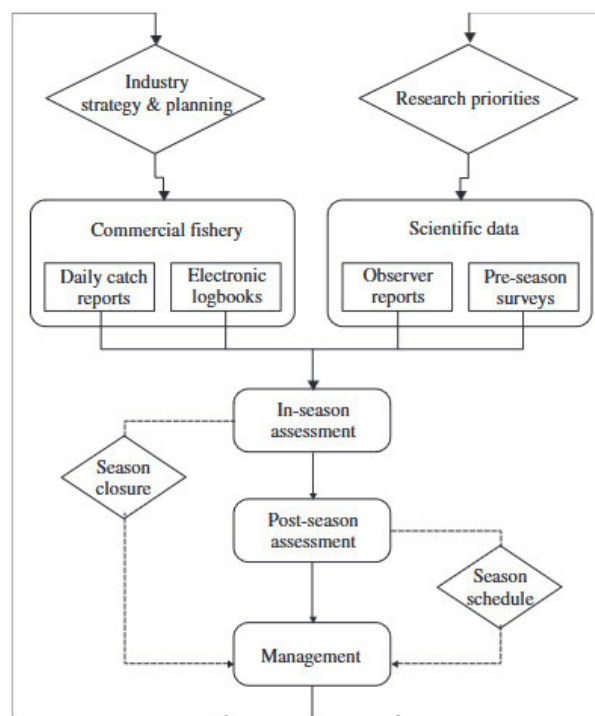 Industry
strategy & planning
Research priorities
Commercial fishery
Daily catch
reports
Electronic
logbooks
Scientific data
Observer
reports
Pre-season
surveys
In-season
assessment
Season
closure
Post-season
assessment
Season
schedule
Management